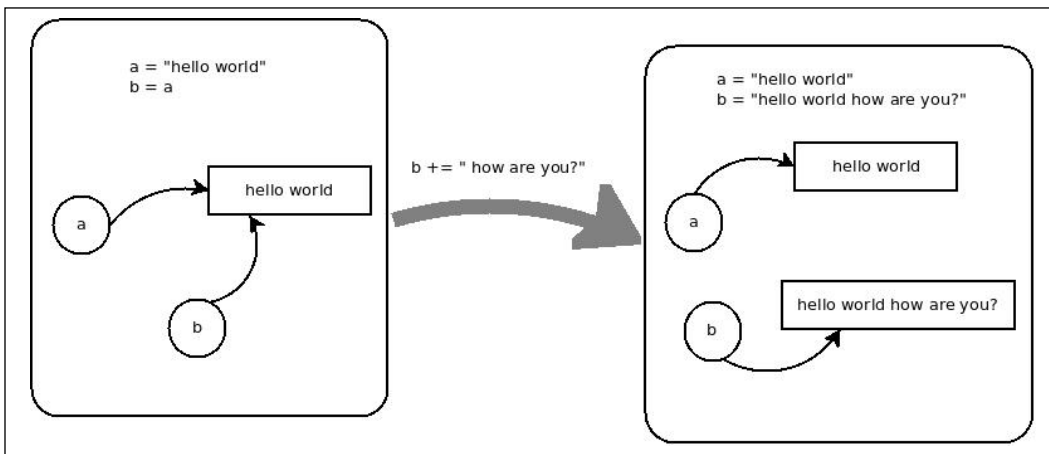 a = "hello world"
b = a
hello world
a
b
b += " how are you?"
a = "hello world"
b = "hello world how are you?"
hello world
a
hello world how are you?
b